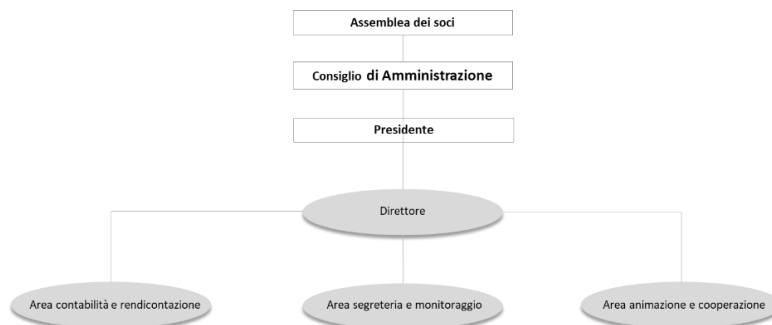 Assemblea dei soci
Consiglio di Amministrazione
Presidente
Direttore
Area contabilità e rendicontazione
Area segreteria e monitoraggio
Area animazione e cooperazione